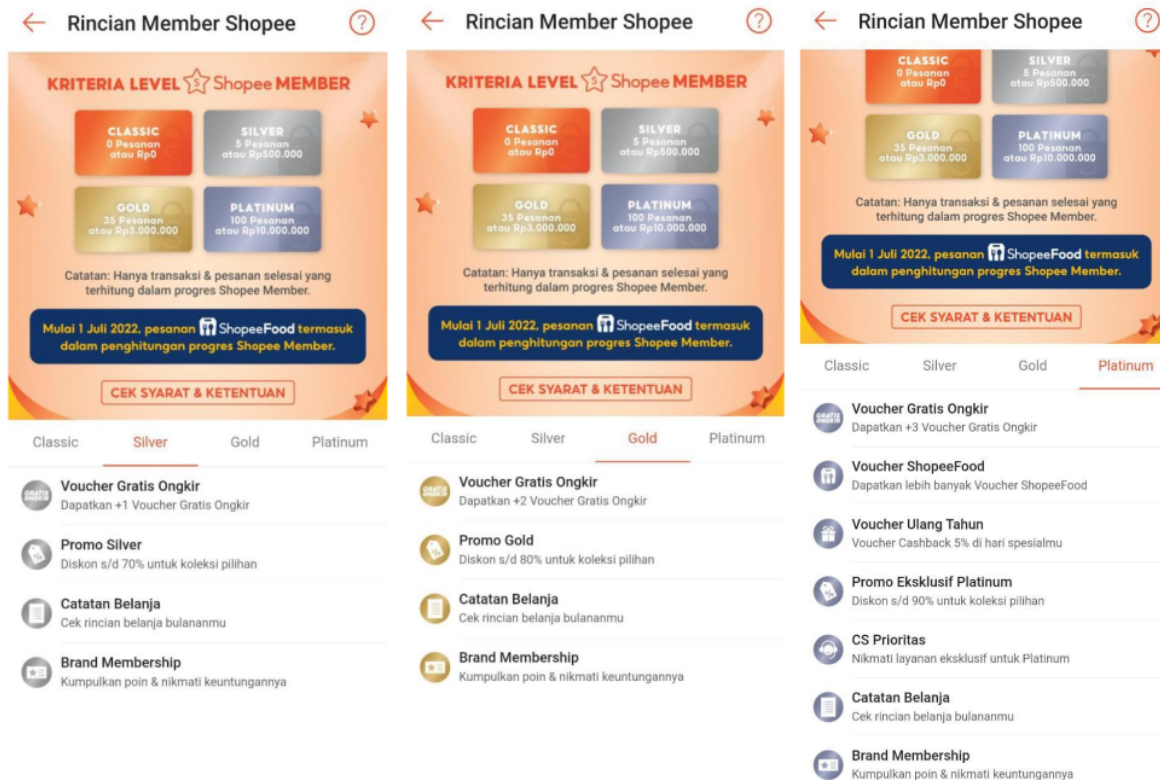 Rincian Member Shopee
?
KRITERIA LEVEL S Shopee MEMBER
CLASSIC
0 Pesanan
atau Rp0
SILVER
5 Pesanan
atau Rp500.000
GOLD
35 Pesanan
atau Rp3.000.000
PLATINUM
100 Pesanan
atau Rp10.000.000
Catatan: Hanya transaksi & pesanan selesai yang
terhitung dalam progres Shopee Member.
Mulai 1 Juli 2022, pesanan ShopeeFood termasuk
dalam penghitungan progres Shopee Member.
CEK SYARAT & KETENTUAN
Classic Silver Gold Platinum
GRATIS ONGKIR
Voucher Gratis Ongkir
Dapatkan +1 Voucher Gratis Ongkir
Promo Silver
Diskon s/d 70% untuk koleksi pilihan
Catatan Belanja
Cek rincian belanja bulananmu
Brand Membership
Kumpulkan poin & nikmati keuntungannya
Rincian Member Shopee
?
KRITERIA LEVEL S Shopee MEMBER
CLASSIC
0 Pesanan
atau Rp0
SILVER
5 Pesanan
atau Rp500.000
GOLD
35 Pesanan
atau Rp3.000.000
PLATINUM
100 Pesanan
atau Rp10.000.000
Catatan: Hanya transaksi & pesanan selesai yang
terhitung dalam progres Shopee Member.
Mulai 1 Juli 2022, pesanan ShopeeFood termasuk
dalam penghitungan progres Shopee Member.
CEK SYARAT & KETENTUAN
Classic Silver Gold Platinum
GRATIS ONGKIR
Voucher Gratis Ongkir
Dapatkan +2 Voucher Gratis Ongkir
Promo Gold
Diskon s/d 80% untuk koleksi pilihan
Catatan Belanja
Cek rincian belanja bulananmu
Brand Membership
Kumpulkan poin & nikmati keuntungannya
Rincian Member Shopee
?
CLASSIC
0 Pesanan
atau Rp0
SILVER
5 Pesanan
atau Rp500.000
GOLD
35 Pesanan
atau Rp3.000.000
PLATINUM
100 Pesanan
atau Rp10.000.000
Catatan: Hanya transaksi & pesanan selesai yang
terhitung dalam progres Shopee Member.
Mulai 1 Juli 2022, pesanan ShopeeFood termasuk
dalam penghitungan progres Shopee Member.
CEK SYARAT & KETENTUAN
Classic Silver Gold Platinum
GRATIS ONGKIR
Voucher Gratis Ongkir
Dapatkan +3 Voucher Gratis Ongkir
Voucher ShopeeFood
Dapatkan lebih banyak Voucher ShopeeFood
Voucher Ulang Tahun
Voucher Cashback 5% di hari spesialmu
Promo Eksklusif Platinum
Diskon s/d 90% untuk koleksi pilihan
CS Prioritas
Nikmati layanan eksklusif untuk Platinum
Catatan Belanja
Cek rincian belanja bulananmu
Brand Membership
Kumpulkan poin & nikmati keuntungannya